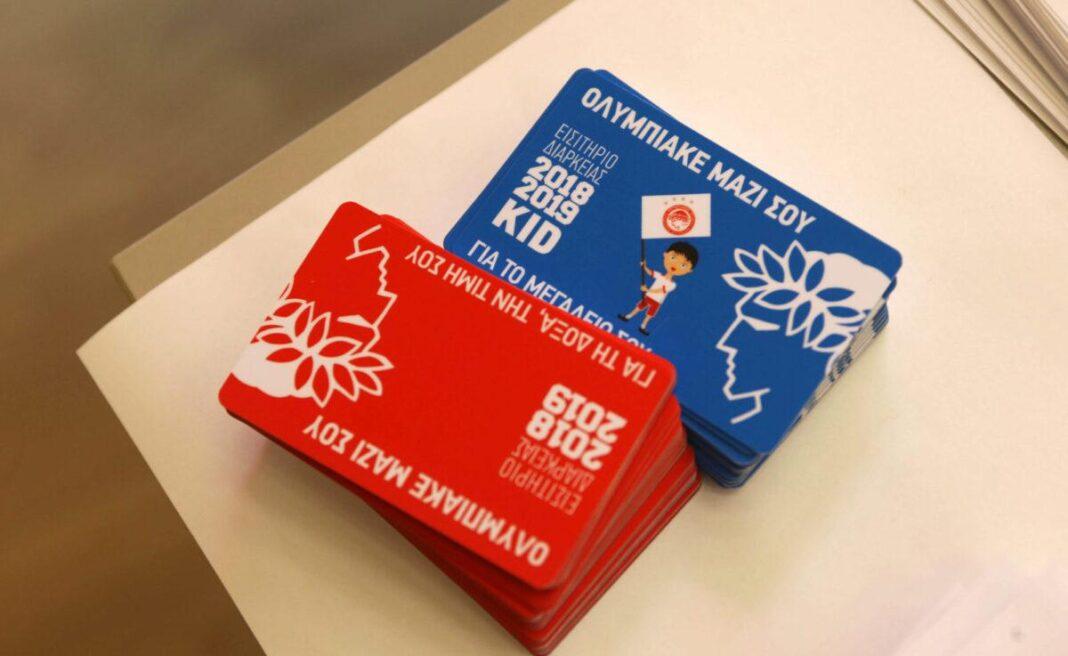 ΟΛΥΜΠΙΑΚΕ ΜΑΖΙ ΣΟΥ
ΕΙΣΙΤΗΡΙΟ
ΔΙΑΡΚΕΙΑΣ
2018
2019
KID
ΓΙΑ ΤΟ ΜΕΓΑΛΕΙΟ ΣΟΥ
ΟΛΥΜΠΙΑΚΕ ΜΑΖΙ ΣΟΥ
ΕΙΣΙΤΗΡΙΟ
ΔΙΑΡΚΕΙΑΣ
2018
2019
ΓΙΑ ΤΗ ΔΟΞΑ, ΤΗΝ ΤΙΜΗ ΣΟΥ